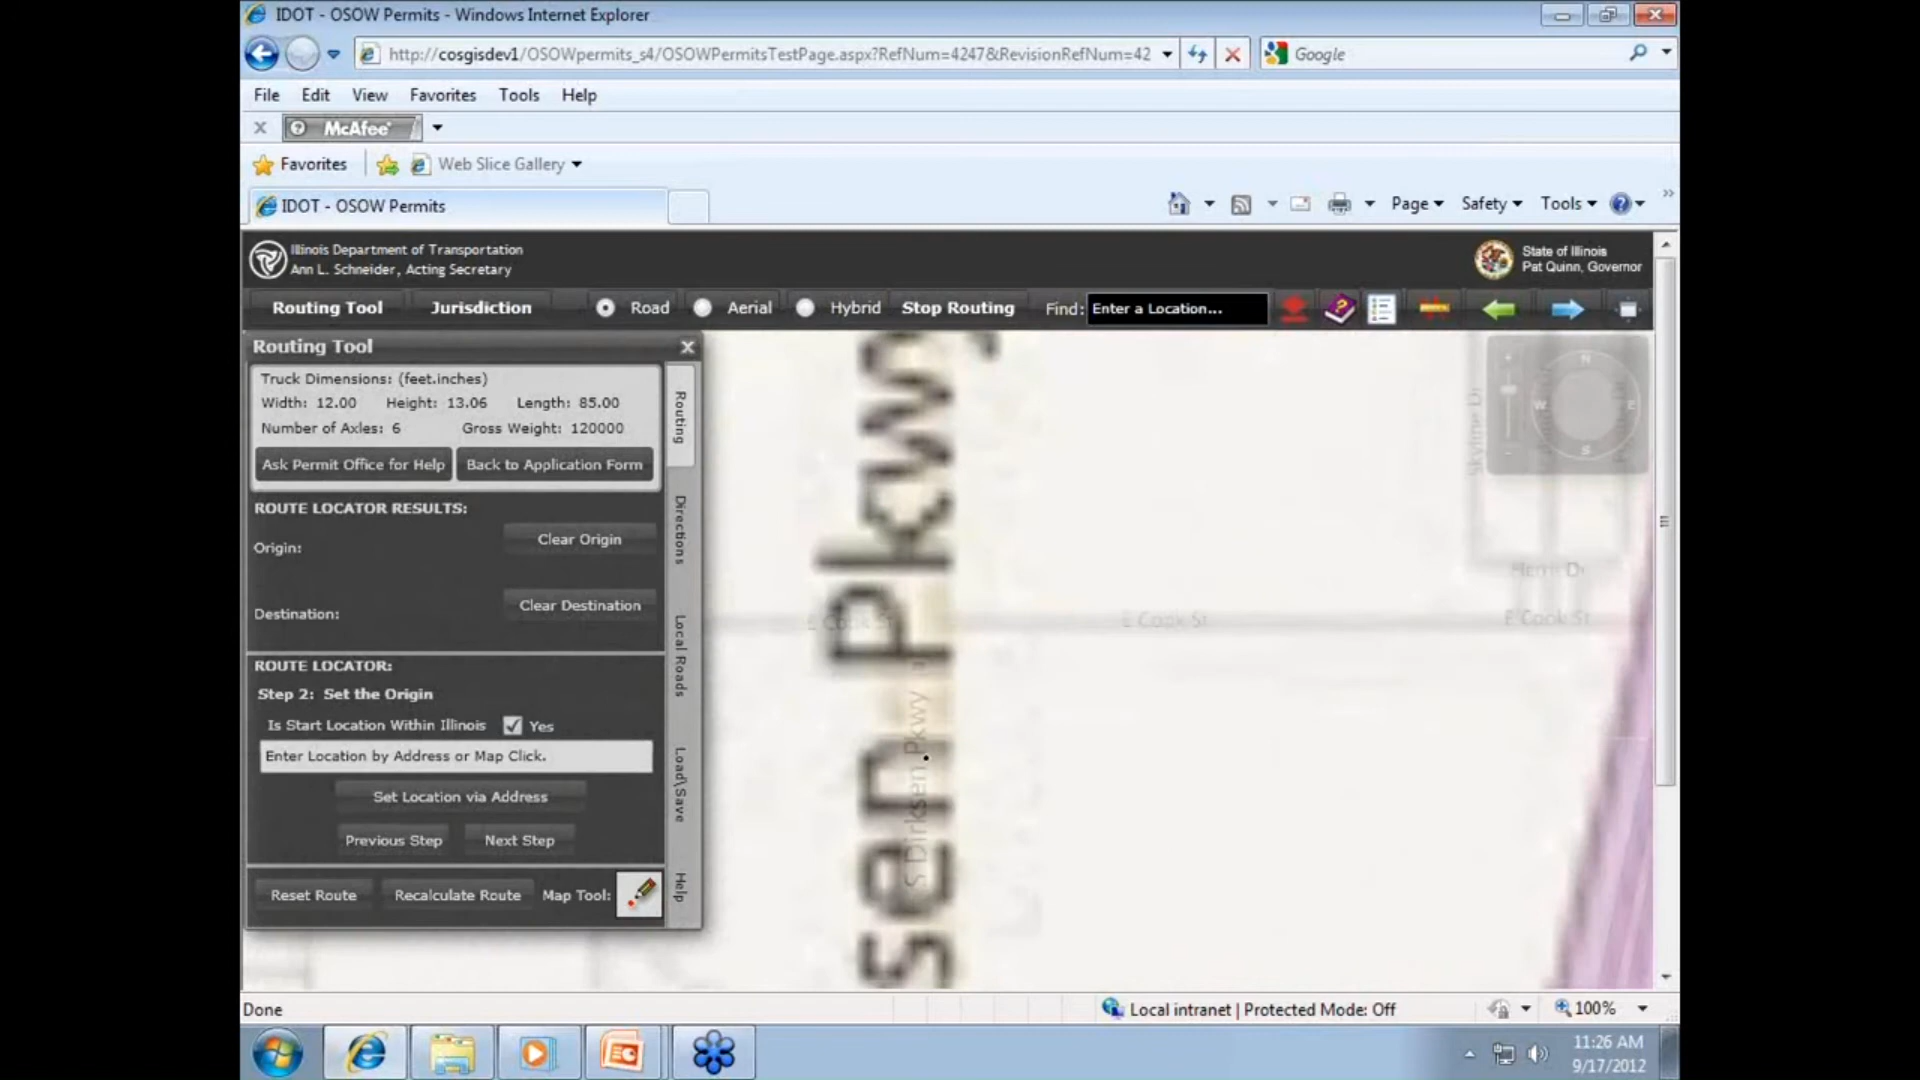 IDOT - OSOW Permits - Windows Internet Explorer
http://cosgisdev1/OSOWpermits_s4/OSOWPermitsTestPage.aspx?RefNum=4247&RevisionRefNum=42
Google
File Edit View Favorites Tools Help
x McAfee
Favorites Web Slice Gallery
IDOT - OSOW Permits
Page Safety Tools »
Illinois Department of Transportation
Ann L. Schneider, Acting Secretary
State of Illinois
Pat Quinn, Governor
Routing Tool Jurisdiction Road Aerial Hybrid Stop Routing Find: Enter a Location...
Routing Tool
Truck Dimensions: (feet.inches)
Width: 12.00 Height: 13.06 Length: 85.00
Number of Axles: 6 Gross Weight: 120000
Ask Permit Office for Help Back to Application Form
ROUTE LOCATOR RESULTS:
Origin: Clear Origin
Destination: Clear Destination
ROUTE LOCATOR:
Step 2: Set the Origin
Is Start Location Within Illinois Yes
Enter Location by Address or Map Click.
Set Location via Address
Previous Step Next Step
Reset Route Recalculate Route Map Tool:
Routing
Directions
Local Roads
Load\Save
Help
sen Pkwy
S Dirksen Pkwy
E Cook St
E Cook St
E Cook St
Skyline Dr
N
W
E
S
Done
Local intranet | Protected Mode: Off
100%
11:26 AM
9/17/2012